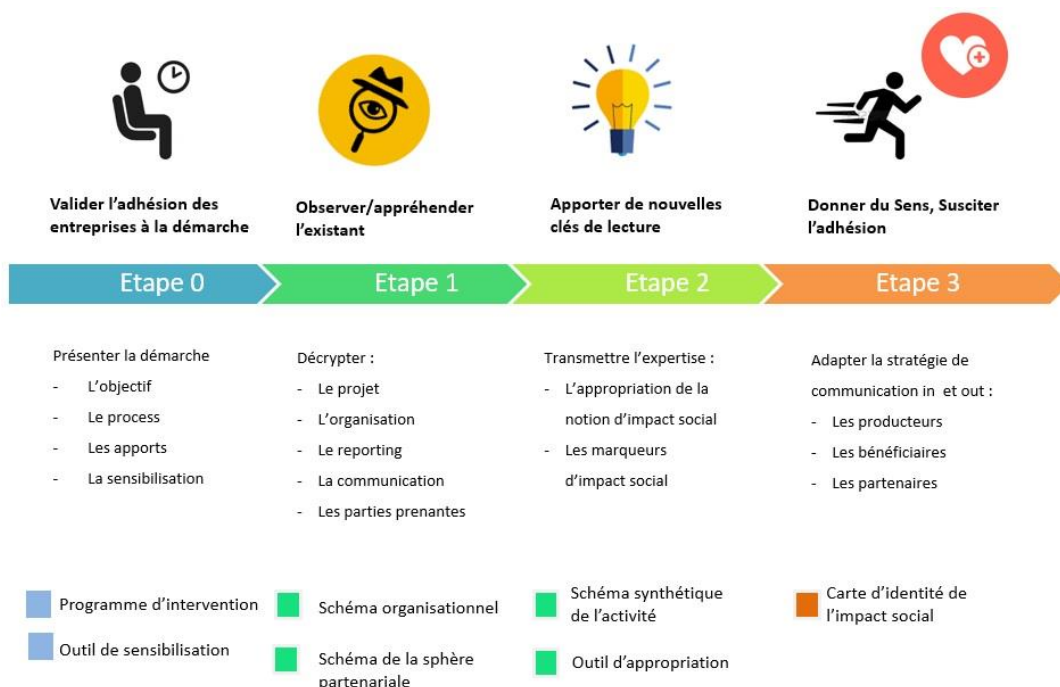 Valider l’adhésion des
entreprises à la démarche
Observer/appréhender
l’existant
Apporter de nouvelles
clés de lecture
Donner du Sens, Susciter
l’adhésion
Etape 0
Etape 1
Etape 2
Etape 3
Présenter la démarche
- L’objectif
- Le process
- Les apports
- La sensibilisation
Décrypter :
- Le projet
- L’organisation
- Le reporting
- La communication
- Les parties prenantes
Transmettre l’expertise :
- L’appropriation de la
notion d’impact social
- Les marqueurs
d’impact social
Adapter la stratégie de
communication in et out :
- Les producteurs
- Les bénéficiaires
- Les partenaires
Programme d’intervention
Outil de sensibilisation
Schéma organisationnel
Schéma de la sphère
partenariale
Schéma synthétique
de l’activité
Outil d’appropriation
Carte d’identité de
l’impact social